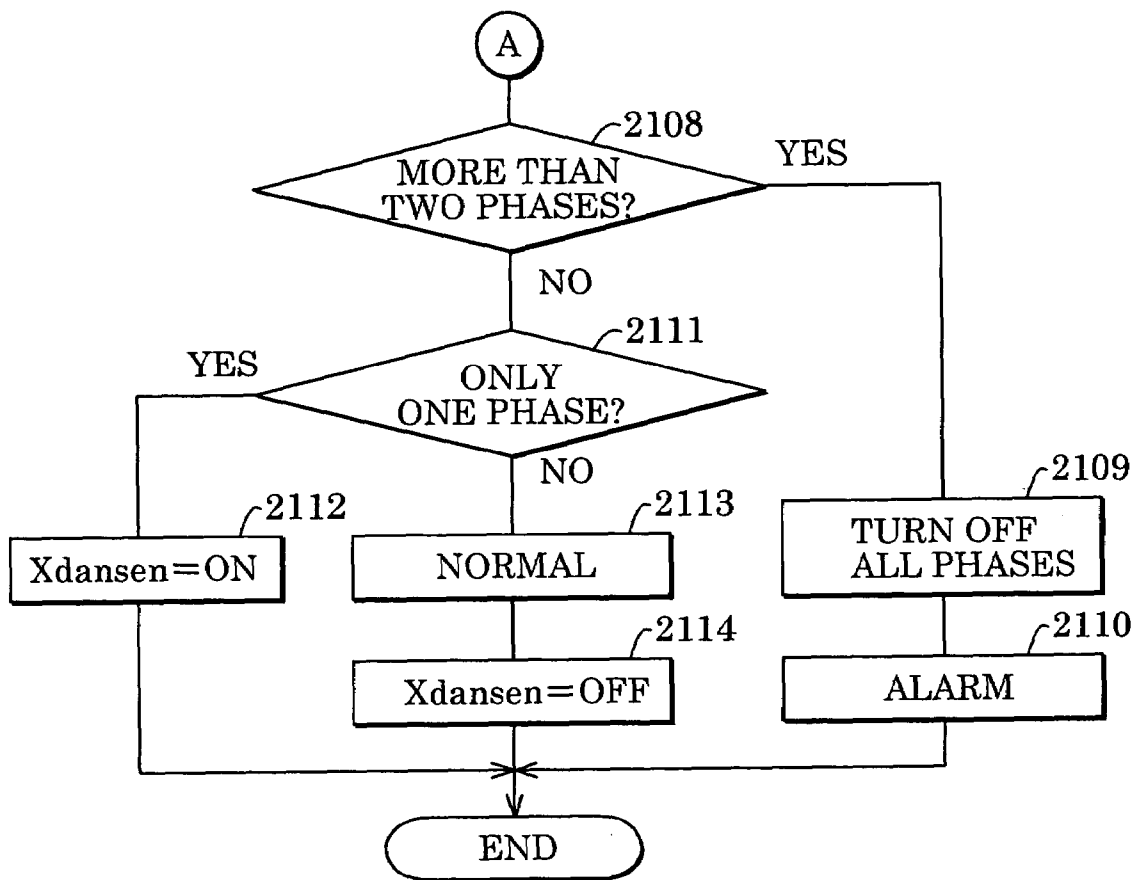 A
2108
MORE THAN
TWO PHASES?
YES
NO
2111
YES
ONLY
ONE PHASE?
NO
2109
2112
2113
TURN OFF
ALL PHASES
Xdansen=ON
NORMAL
2114
2110
Xdansen=OFF
ALARM
END